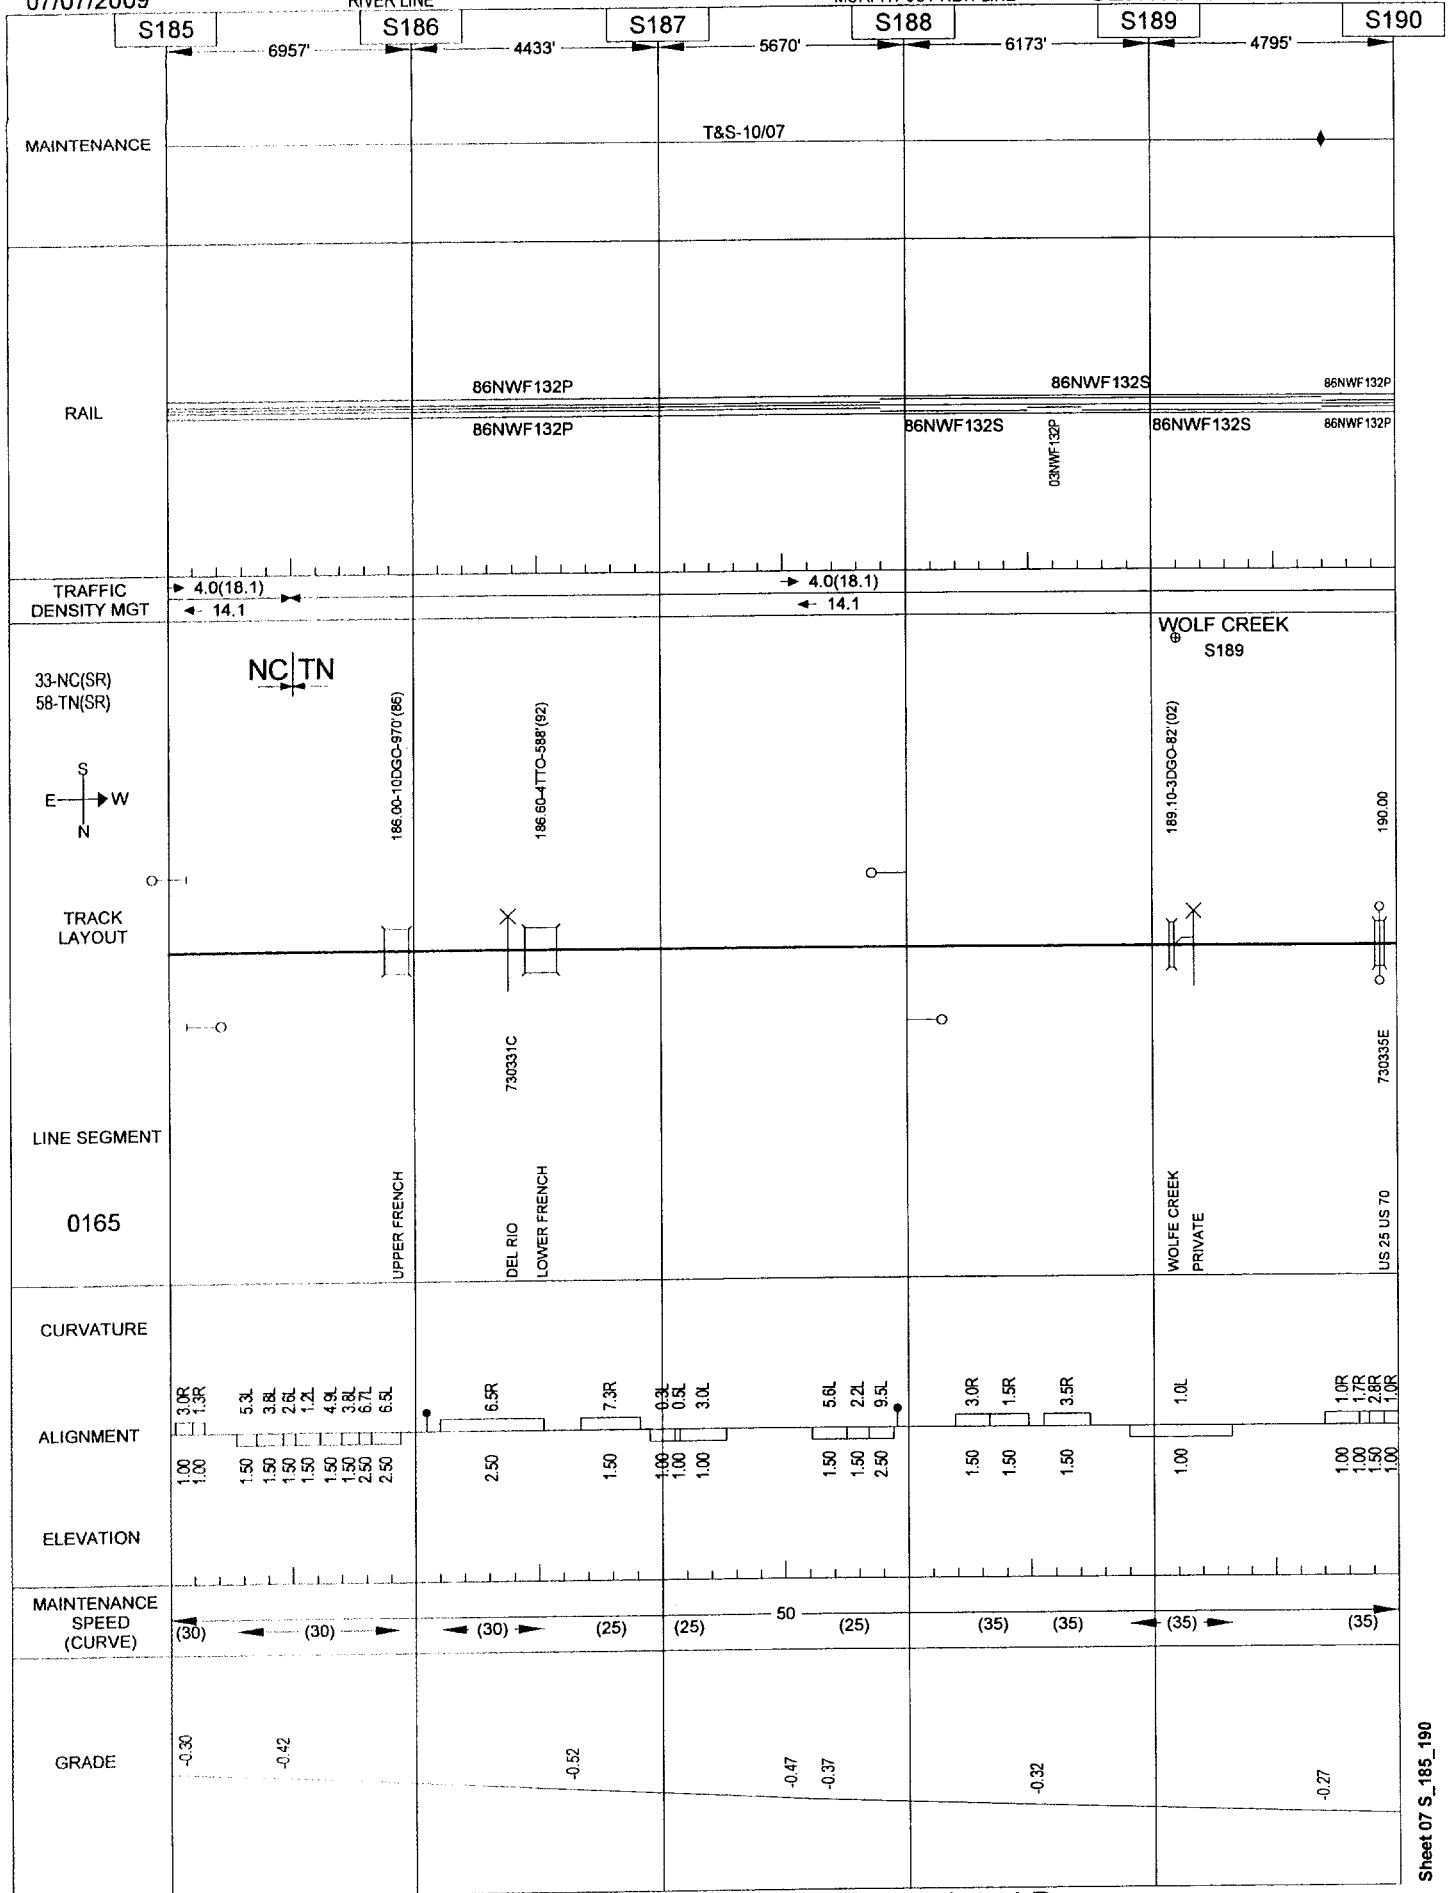 07/07/2009
RIVER LINE
S185 S186 S187 S188 S189 S190
6957' 4433' 5670' 6173' 4795'
MAINTENANCE
T&S-10/07
RAIL
86NWF132P
86NWF132P
86NWF132S
86NWF132S
86NWF132S
86NWF132P
86NWF132P
03NWF132P
TRAFFIC
DENSITY MGT
4.0(18.1)
14.1
4.0(18.1)
14.1
WOLF CREEK
S189
33-NC(SR)
58-TN(SR)
NC TN
S
E W
N
186.00-10DGO-970'(86)
186.60-4TTO-588'(92)
189.10-3DGO-82'(02)
190.00
TRACK
LAYOUT
730331C
730335E
LINE SEGMENT
0165
UPPER FRENCH
DEL RIO
LOWER FRENCH
WOLFE CREEK
PRIVATE
US 25 US 70
CURVATURE
3.0R 1.3R 5.3L 3.8L 2.6L 1.2L 4.9L 3.8L 6.7L 6.5L 6.5R 7.3R 0.3L 0.5L 3.0L 5.6L 2.2L 9.5L 3.0R 1.5R 3.5R 1.0L 1.0R 1.7R 2.8R 1.0R
ALIGNMENT
1.00 1.00 1.50 1.50 1.50 1.50 1.50 1.50 2.50 2.50 2.50 1.50 1.00 1.00 1.00 1.50 1.50 2.50 1.50 1.50 1.50 1.00 1.00 1.00 1.50 1.00
ELEVATION
MAINTENANCE
SPEED
(CURVE)
50
(30) (30) (30) (25) (25) (25) (35) (35) (35) (35)
GRADE
-0.30 -0.42 -0.52 -0.47 -0.37 -0.32 -0.27
Sheet 07 S_185_190